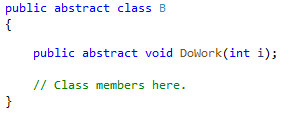 public abstract class B
{
    public abstract void DoWork(int i);
    // Class members here.
}